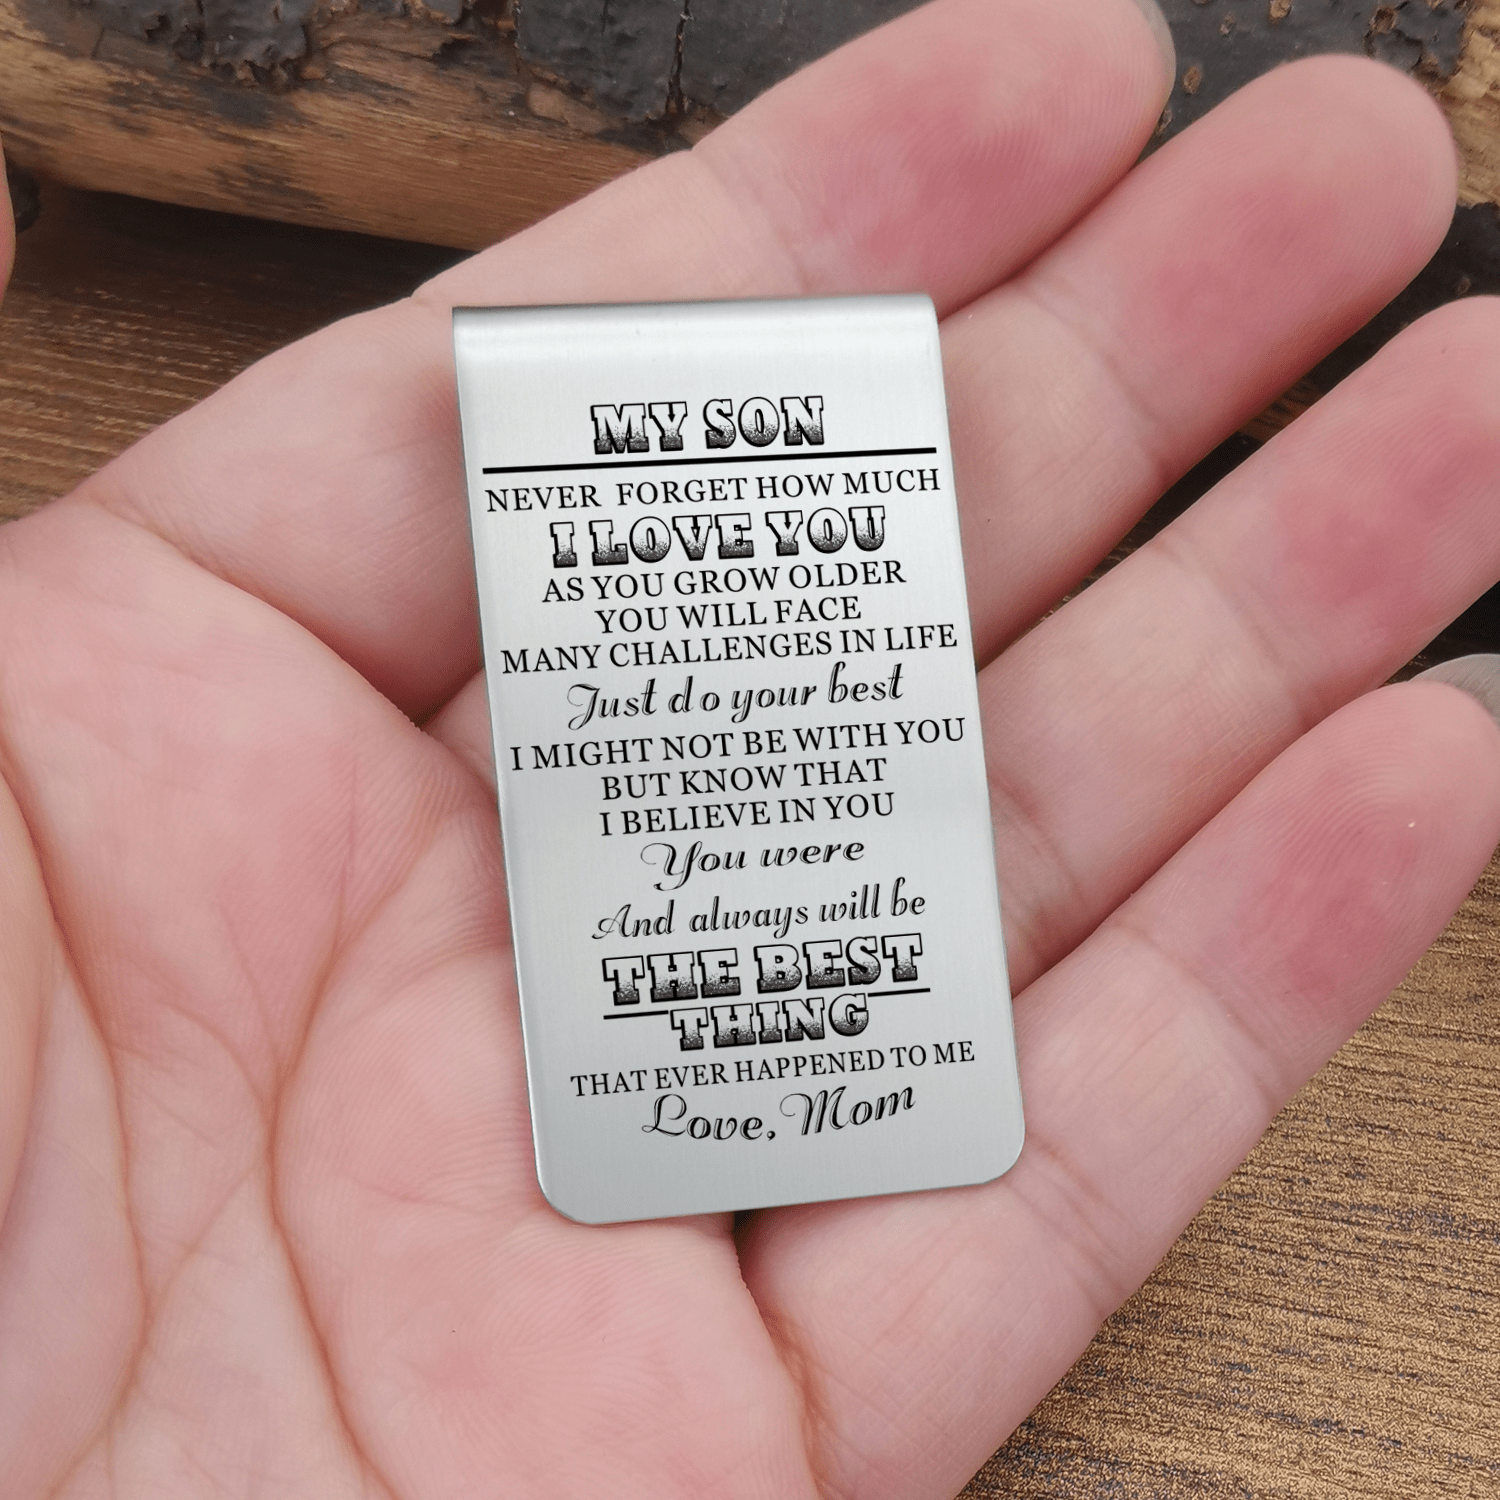 MY SON
NEVER FORGET HOW MUCH
I LOVE YOU
AS YOU GROW OLDER
YOU WILL FACE
MANY CHALLENGES IN LIFE
Just do your best
I MIGHT NOT BE WITH YOU
BUT KNOW THAT
I BELIEVE IN YOU
You were
And always will be
THE BEST
THING
THAT EVER HAPPENED TO ME
Love, Mom